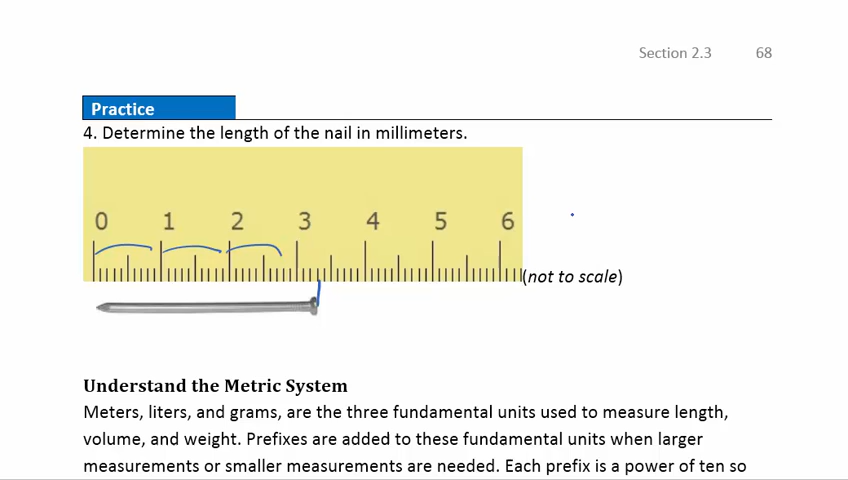 Section 2.3 68
Practice
4. Determine the length of the nail in millimeters.
0 1 2 3 4 5 6
(not to scale)
Understand the Metric System
Meters, liters, and grams, are the three fundamental units used to measure length,
volume, and weight. Prefixes are added to these fundamental units when larger
measurements or smaller measurements are needed. Each prefix is a power of ten so